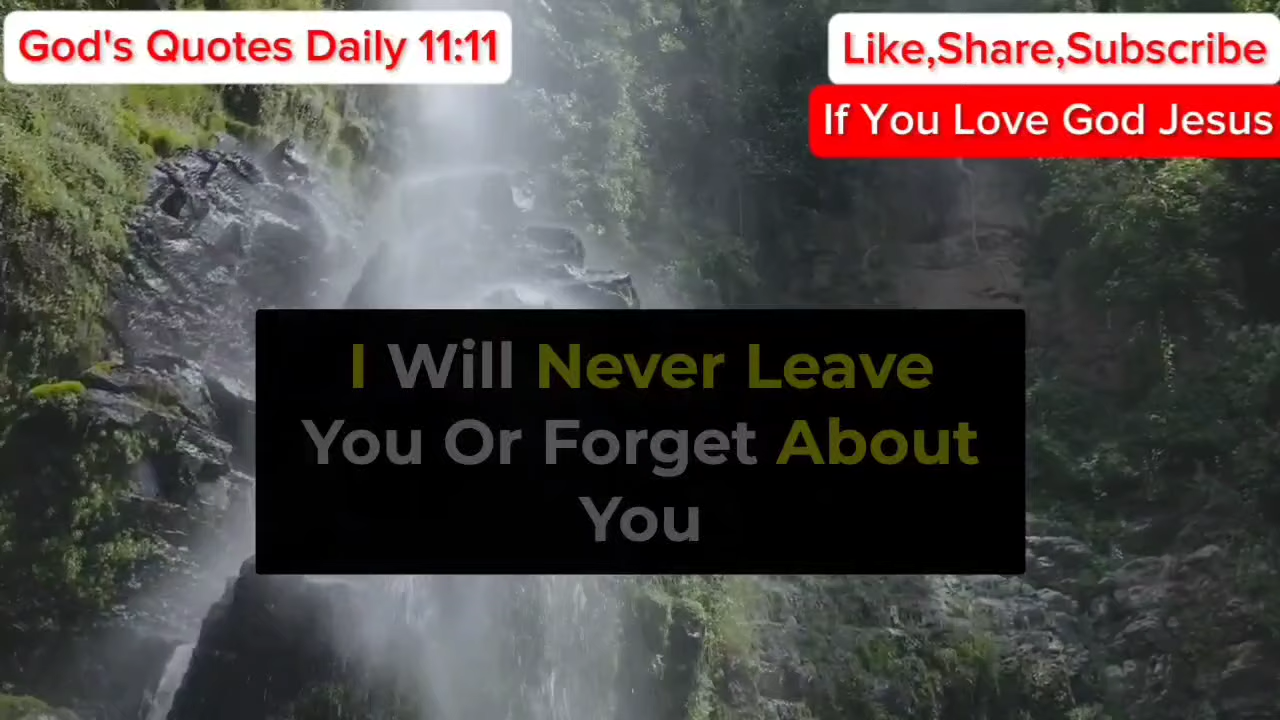 God's Quotes Daily 11:11
Like,Share,Subscribe
If You Love God Jesus
I Will Never Leave
You Or Forget About
You